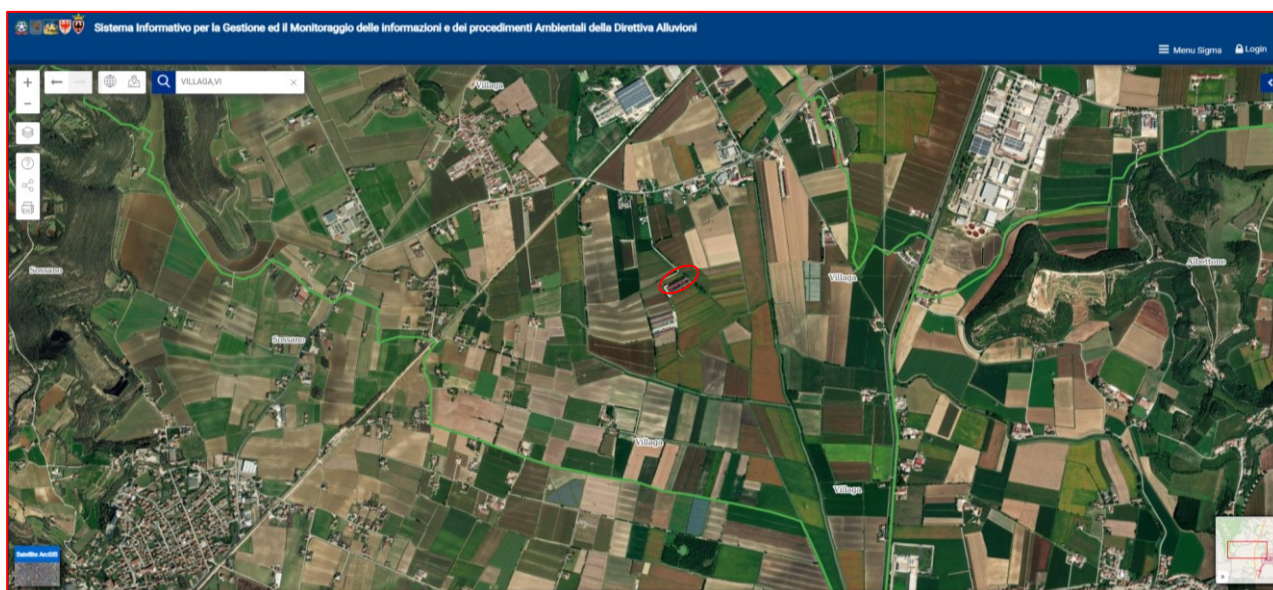 Sistema Informativo per la Gestione ed il Monitoraggio delle informazioni e dei procedimenti Ambientali della Direttiva Alluvioni
Menu Sigma
Login
VILLAGA,VI
Villaga
Sossano
Villaga
Albettone
Sossano
Villaga
Villaga
Satellite ArcGIS